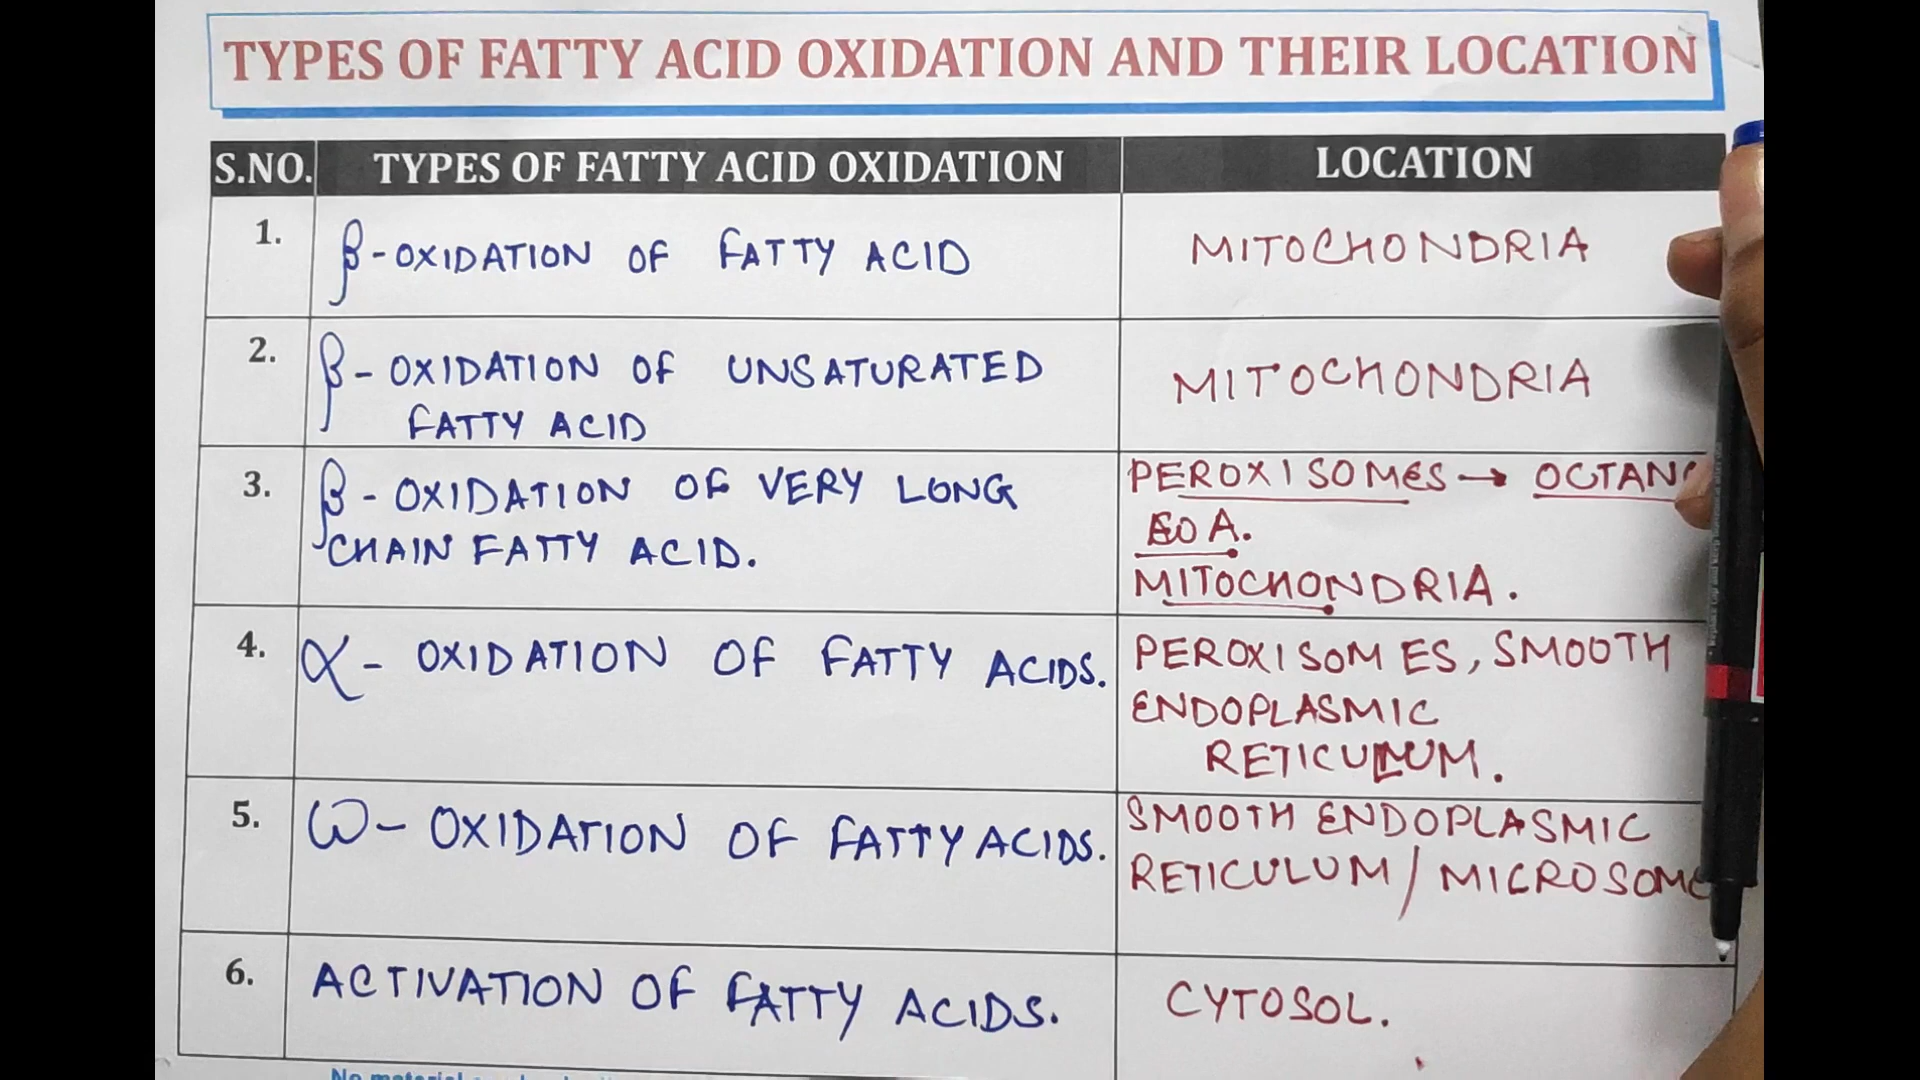 TYPES OF FATTY ACID OXIDATION AND THEIR LOCATION
S.NO. TYPES OF FATTY ACID OXIDATION LOCATION
1. β-OXIDATION OF FATTY ACID MITOCHONDRIA
2. β-OXIDATION OF UNSATURATED
FATTY ACID
MITOCHONDRIA
3. β-OXIDATION OF VERY LONG
CHAIN FATTY ACID.
PEROXISOMES → OCTAN
COA.
MITOCHONDRIA.
4. α-OXIDATION OF FATTY ACIDS.
PEROXISOMES, SMOOTH
ENDOPLASMIC
RETICULUM.
5. ω-OXIDATION OF FATTY ACIDS.
SMOOTH ENDOPLASMIC
RETICULUM/MICROSOME
6. ACTIVATION OF FATTY ACIDS. CYTOSOL.
No material